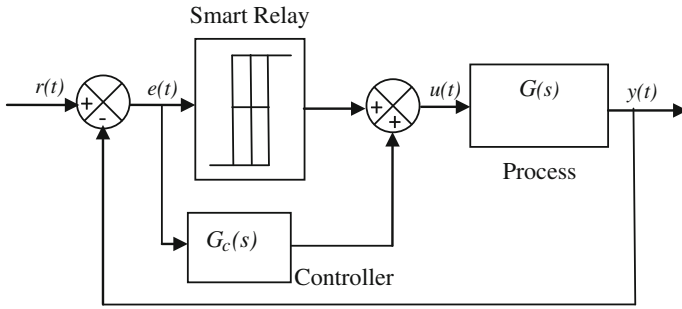 Smart Relay
r(t)
+
-
e(t)
+
+
u(t)
G(s)
y(t)
Process
G_c(s)
Controller